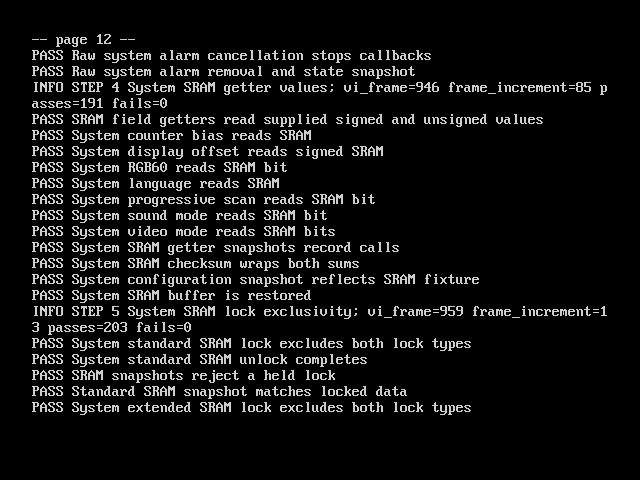 -- page 12 --
PASS Raw system alarm cancellation stops callbacks
PASS Raw system alarm removal and state snapshot
INFO STEP 4 System SRAM getter values; vi_frame=946 frame_increment=85 p
asses=191 fails=0
PASS SRAM field getters read supplied signed and unsigned values
PASS System counter bias reads SRAM
PASS System display offset reads signed SRAM
PASS System RGB60 reads SRAM bit
PASS System language reads SRAM
PASS System progressive scan reads SRAM bit
PASS System sound mode reads SRAM bit
PASS System video mode reads SRAM bits
PASS System SRAM getter snapshots record calls
PASS System SRAM checksum wraps both sums
PASS System configuration snapshot reflects SRAM fixture
PASS System SRAM buffer is restored
INFO STEP 5 System SRAM lock exclusivity; vi_frame=959 frame_increment=1
3 passes=203 fails=0
PASS System standard SRAM lock excludes both lock types
PASS System standard SRAM unlock completes
PASS SRAM snapshots reject a held lock
PASS Standard SRAM snapshot matches locked data
PASS System extended SRAM lock excludes both lock types